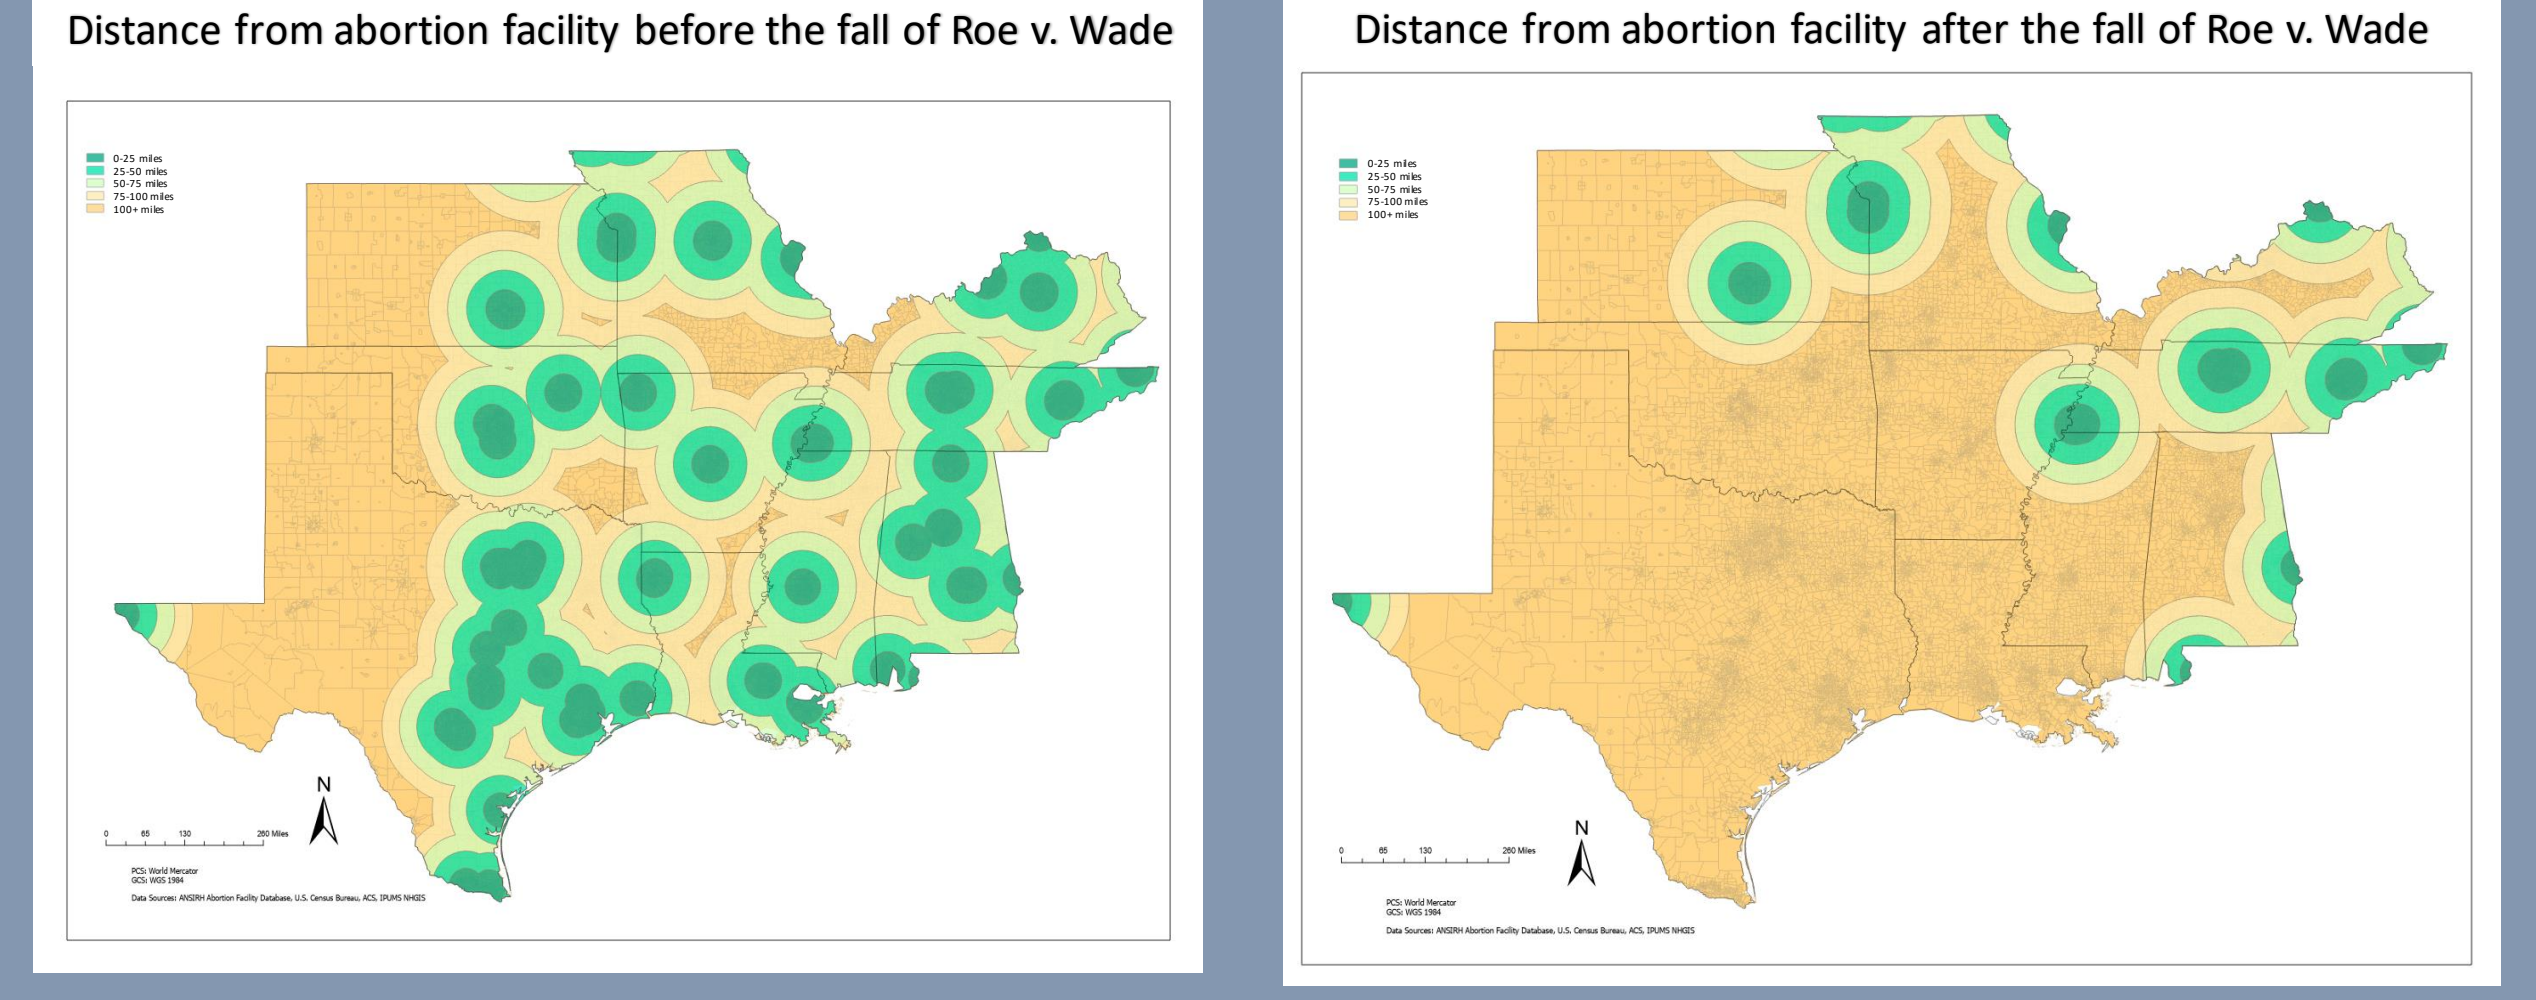 Distance from abortion facility before the fall of Roe v. Wade
0-25 miles
25-50 miles
50-75 miles
75-100 miles
100+ miles
N
0 65 130 260 Miles
PCS: World Mercator
GCS: WGS 1984
Data Sources: ANSIRH Abortion Facility Database, U.S. Census Bureau, ACS, IPUMS NHGIS
Distance from abortion facility after the fall of Roe v. Wade
0-25 miles
25-50 miles
50-75 miles
75-100 miles
100+ miles
N
0 65 130 260 Miles
PCS: World Mercator
GCS: WGS 1984
Data Sources: ANSIRH Abortion Facility Database, U.S. Census Bureau, ACS, IPUMS NHGIS